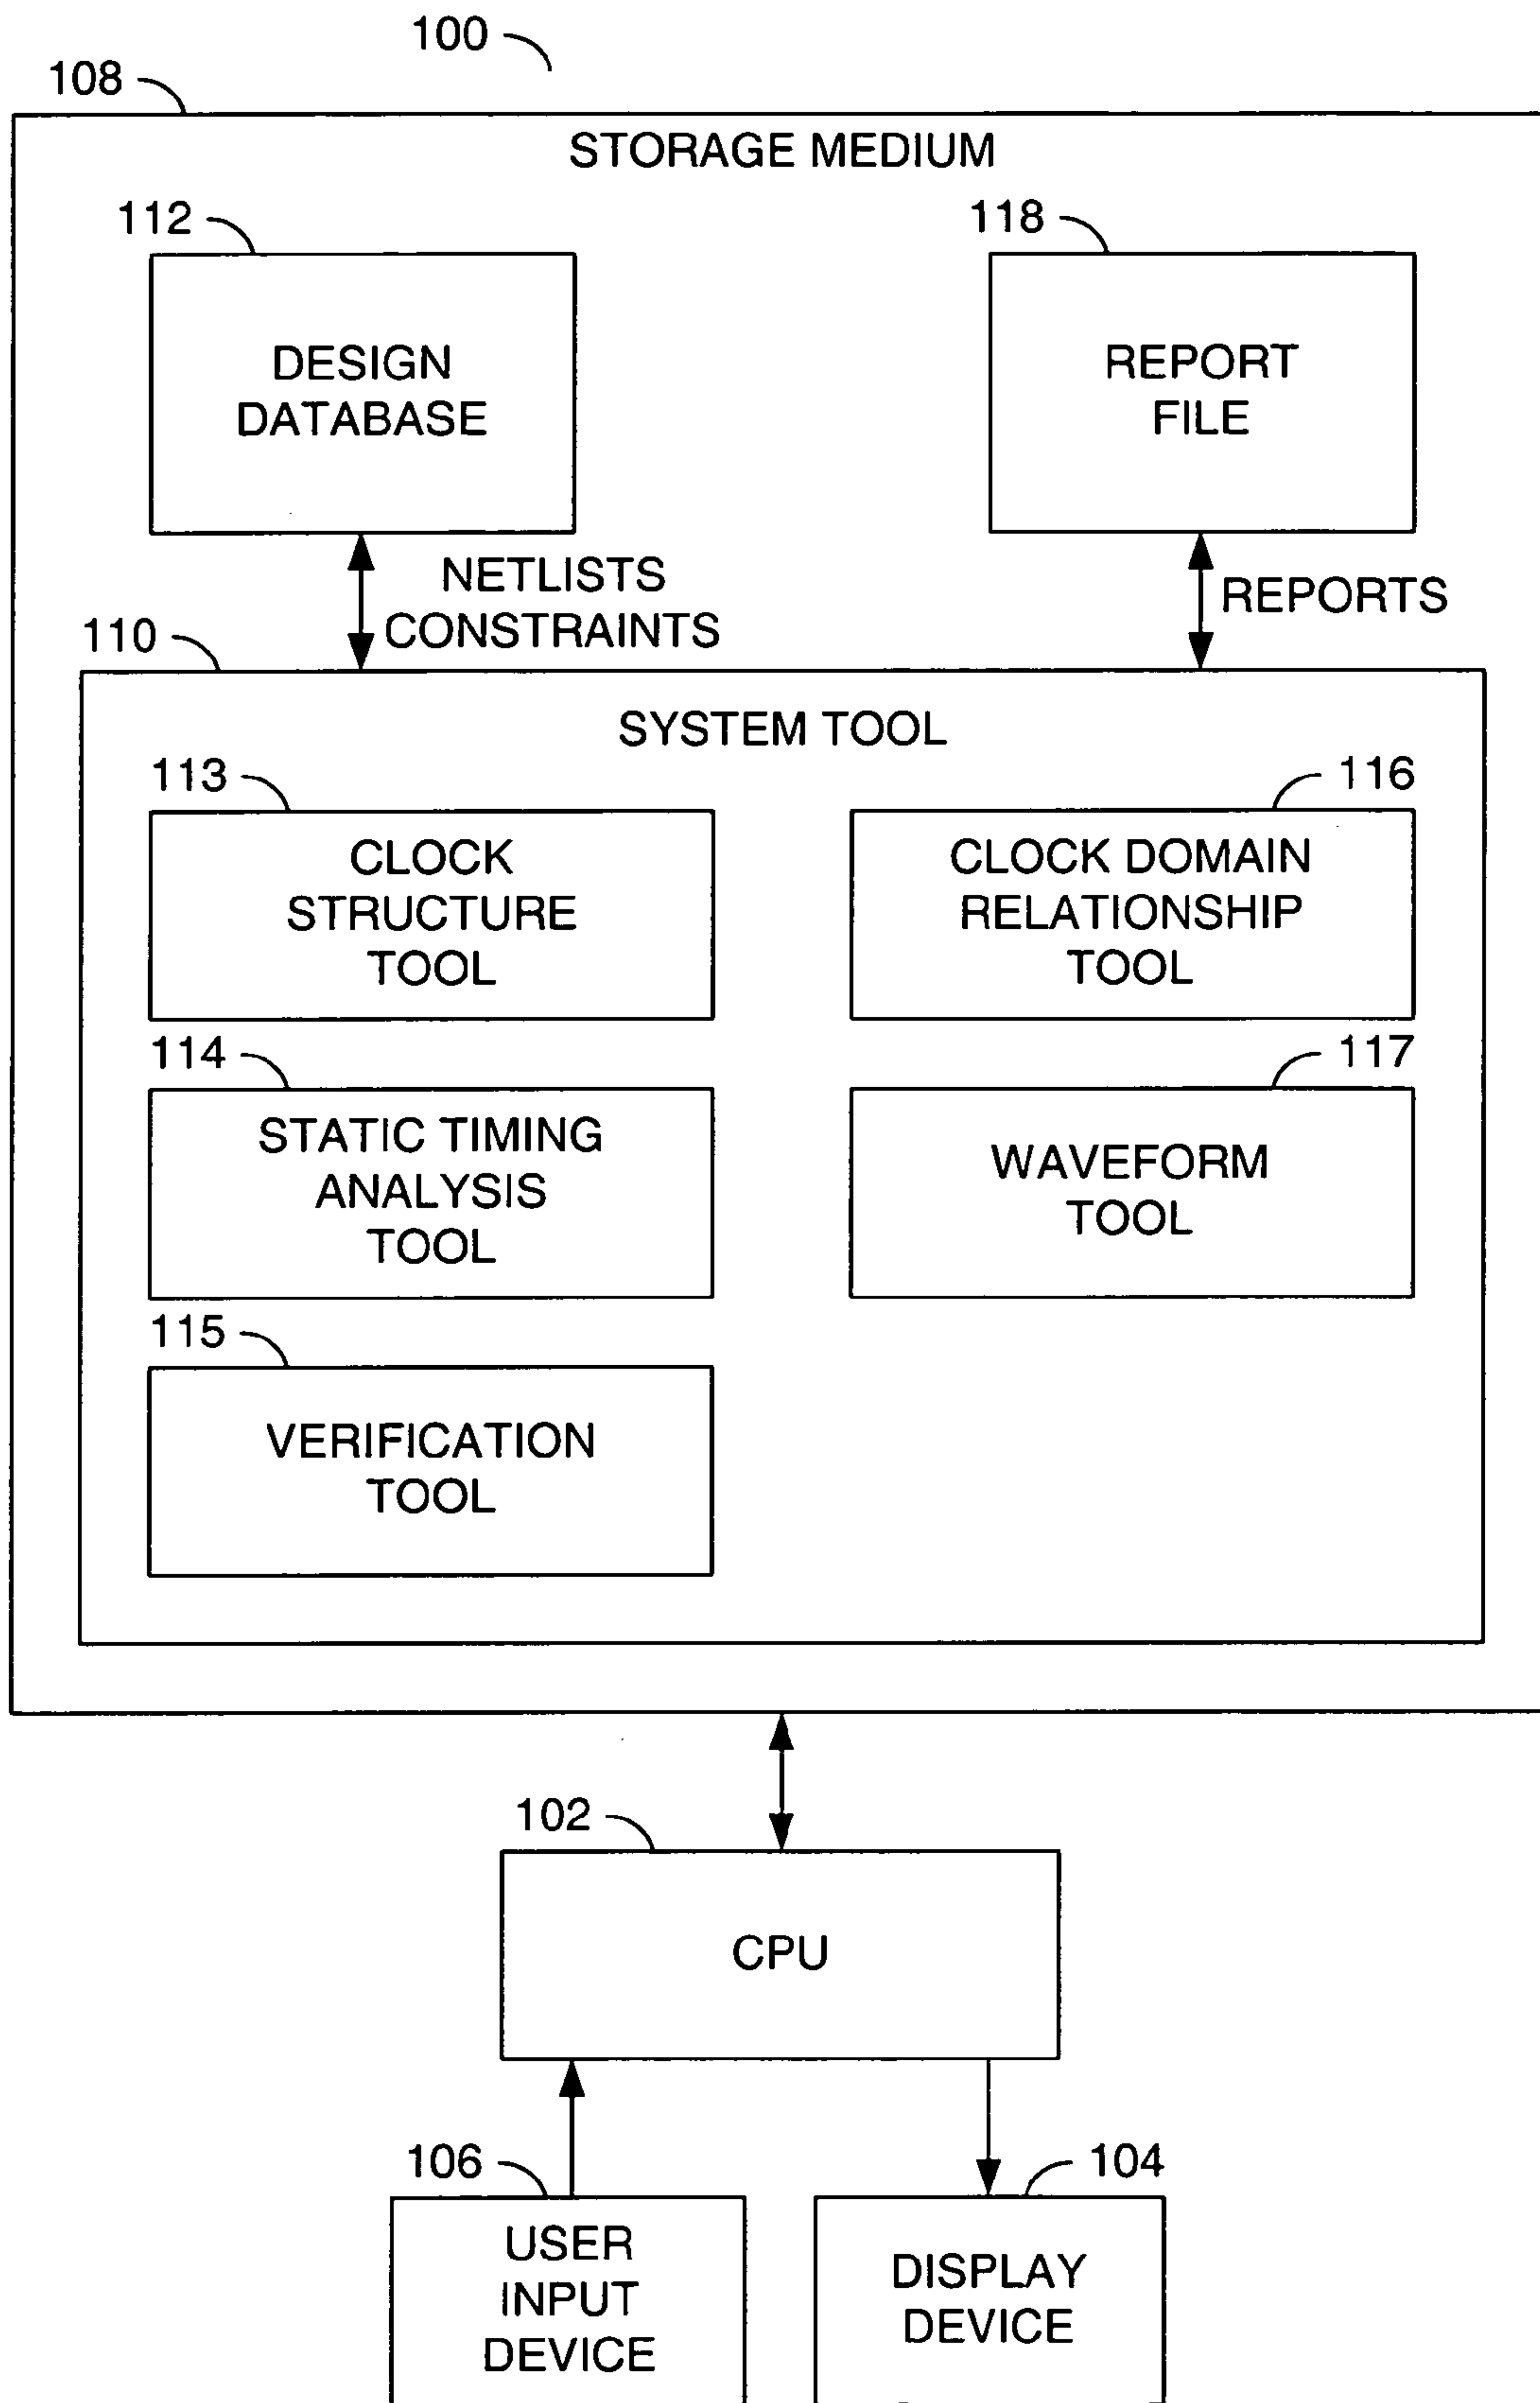 100
108
STORAGE MEDIUM
112
118
DESIGN
DATABASE
REPORT
FILE
NETLISTS
CONSTRAINTS
REPORTS
110
SYSTEM TOOL
113
116
CLOCK
STRUCTURE
TOOL
CLOCK DOMAIN
RELATIONSHIP
TOOL
114
117
STATIC TIMING
ANALYSIS
TOOL
WAVEFORM
TOOL
115
VERIFICATION
TOOL
102
CPU
106
104
USER
INPUT
DEVICE
DISPLAY
DEVICE